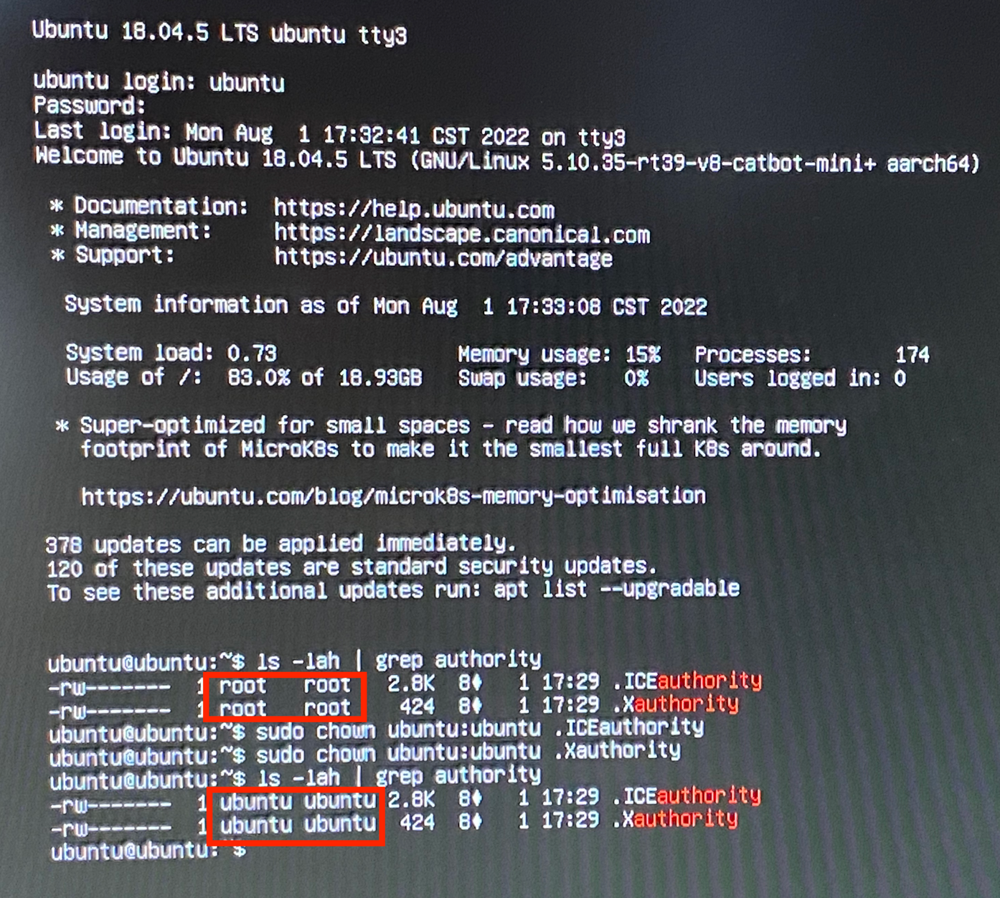 Ubuntu 18.04.5 LTS ubuntu tty3
ubuntu login: ubuntu
Password:
Last login: Mon Aug  1 17:32:41 CST 2022 on tty3
Welcome to Ubuntu 18.04.5 LTS (GNU/Linux 5.10.35-rt39-v8-catbot-mini+ aarch64)
* Documentation:  https://help.ubuntu.com
* Management:     https://landscape.canonical.com
* Support:        https://ubuntu.com/advantage
System information as of Mon Aug  1 17:33:08 CST 2022
System load: 0.73   Memory usage: 15%   Processes:       174
Usage of /:  83.0% of 18.93GB   Swap usage:   0%    Users logged in: 0
* Super-optimized for small spaces - read how we shrank the memory
footprint of MicroK8s to make it the smallest full K8s around.
https://ubuntu.com/blog/microk8s-memory-optimisation
378 updates can be applied immediately.
120 of these updates are standard security updates.
To see these additional updates run: apt list --upgradable
ubuntu@ubuntu:~$ ls -lah | grep authority
-rw-------  1 root   root   2.8K  8♦   1 17:29 .ICEauthority
-rw-------  1 root   root    424  8♦   1 17:29 .Xauthority
ubuntu@ubuntu:~$ sudo chown ubuntu:ubuntu .ICEauthority
ubuntu@ubuntu:~$ sudo chown ubuntu:ubuntu .Xauthority
ubuntu@ubuntu:~$ ls -lah | grep authority
-rw-------  1 ubuntu ubuntu 2.8K  8♦   1 17:29 .ICEauthority
-rw-------  1 ubuntu ubuntu  424  8♦   1 17:29 .Xauthority
ubuntu@ubuntu:~$